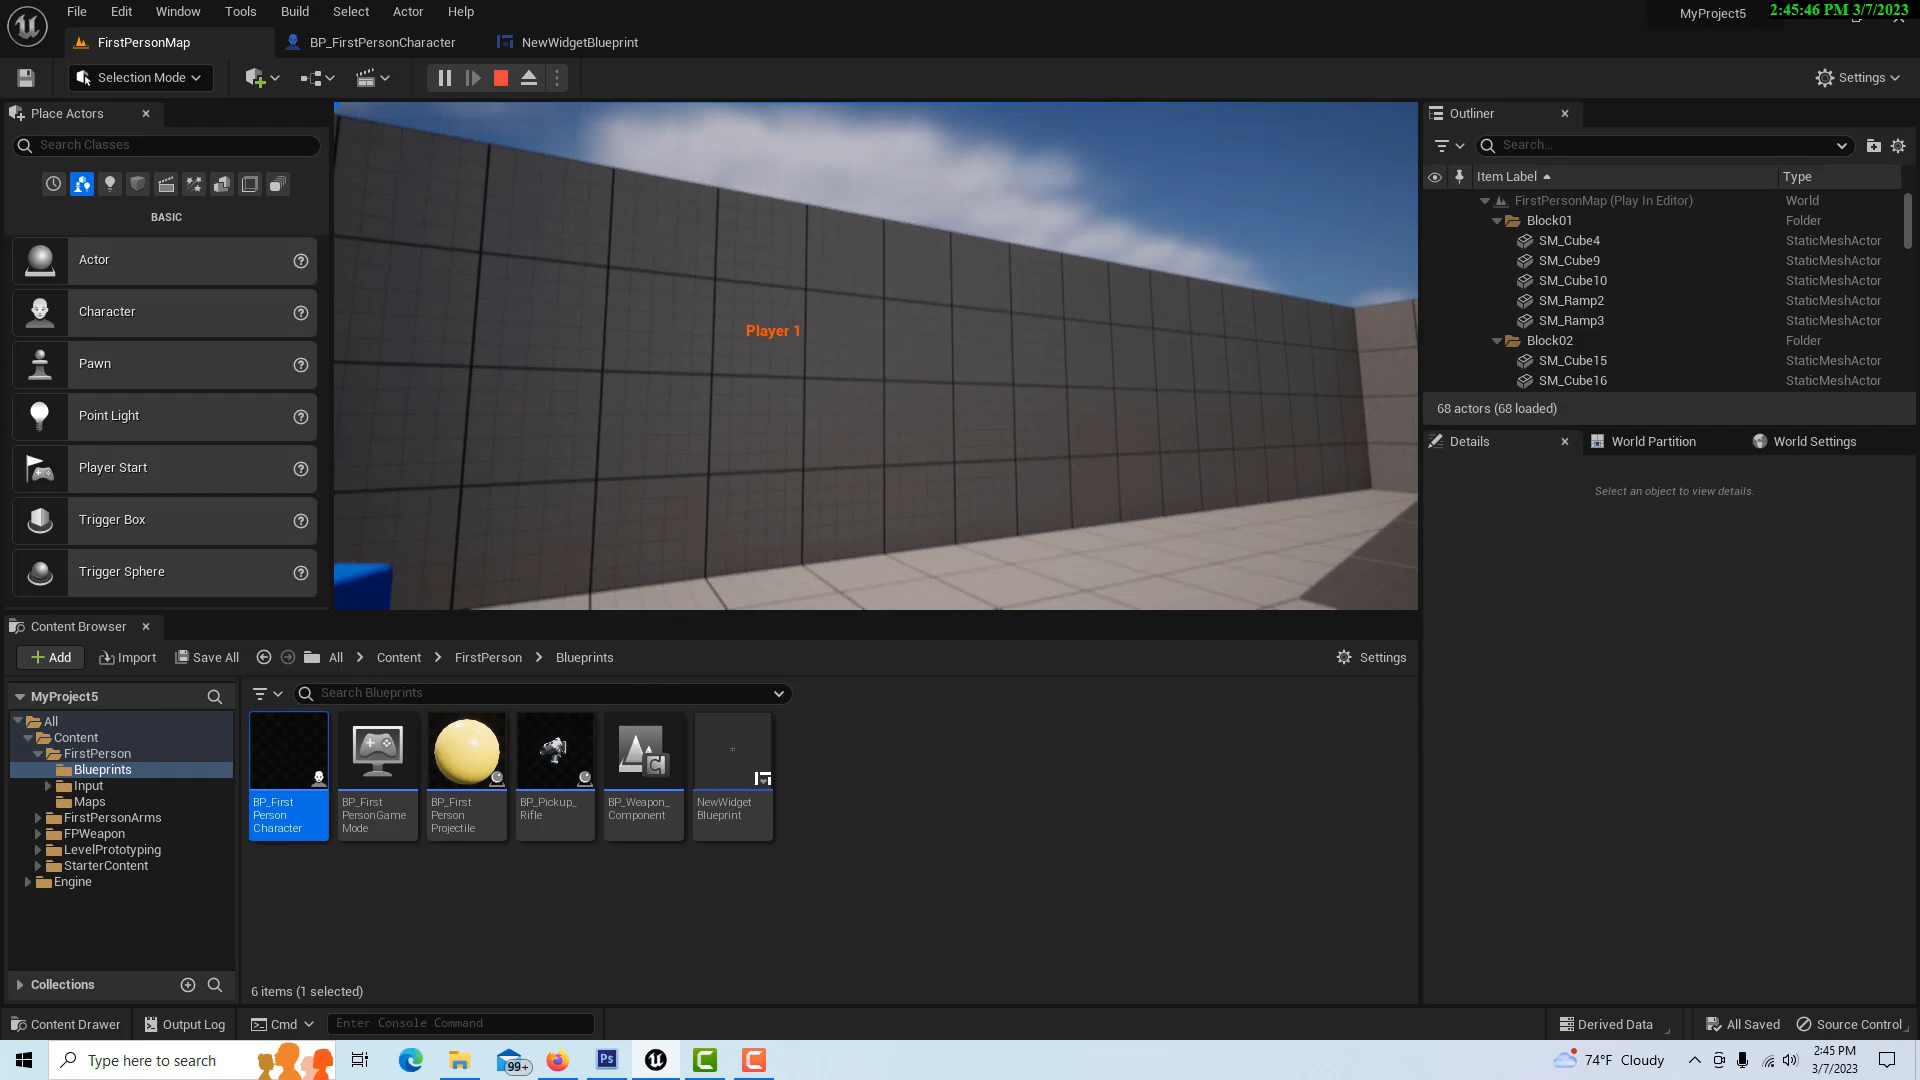 File Edit Window Tools Build Select Actor Help
MyProject5
2:45:46 PM 3/7/2023
FirstPersonMap
BP_FirstPersonCharacter
NewWidgetBlueprint
Selection Mode
Settings
Place Actors
Search Classes
BASIC
Actor
Character
Pawn
Point Light
Player Start
Trigger Box
Trigger Sphere
Player 1
Outliner
Search...
Item Label Type
FirstPersonMap (Play In Editor) World
Block01 Folder
SM_Cube4 StaticMeshActor
SM_Cube9 StaticMeshActor
SM_Cube10 StaticMeshActor
SM_Ramp2 StaticMeshActor
SM_Ramp3 StaticMeshActor
Block02 Folder
SM_Cube15 StaticMeshActor
SM_Cube16 StaticMeshActor
68 actors (68 loaded)
Details
World Partition
World Settings
Select an object to view details.
Content Browser
Add
Import
Save All
All > Content > FirstPerson > Blueprints
Settings
MyProject5
All
Content
FirstPerson
Blueprints
Input
Maps
FirstPersonArms
FPWeapon
LevelPrototyping
StarterContent
Engine
Collections
Search Blueprints
BP_First
Person
Character
BP_First
PersonGame
Mode
BP_First
Person
Projectile
BP_Pickup_
Rifle
BP_Weapon_
Component
NewWidget
Blueprint
6 items (1 selected)
Content Drawer
Output Log
Cmd
Enter Console Command
Derived Data
All Saved
Source Control
Type here to search
99+
Ps
74°F Cloudy
2:45 PM
3/7/2023